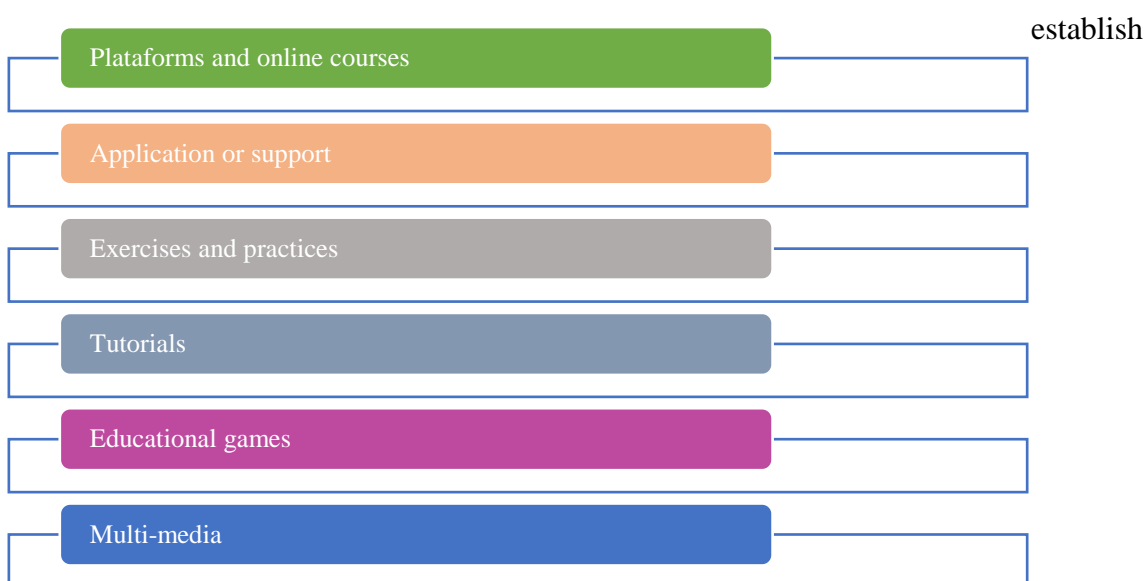 establish
Plataforms and online courses
Application or support
Exercises and practices
Tutorials
Educational games
Multi-media